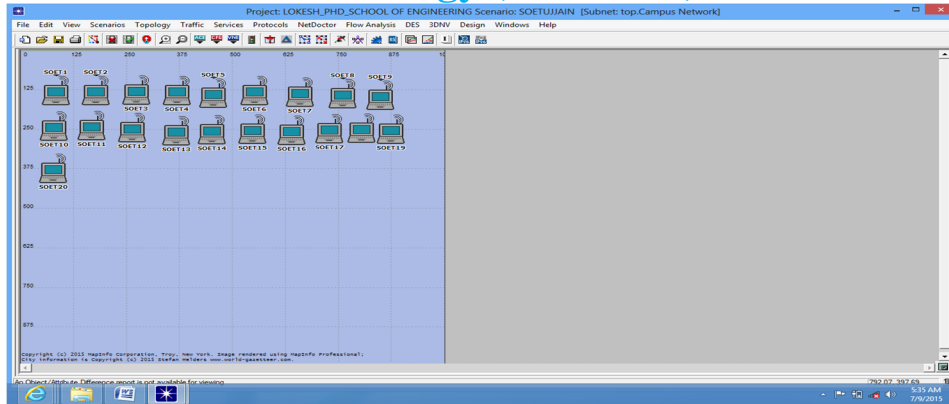 Project: LOKESH_PHD_SCHOOL OF ENGINEERING Scenario: SOETUJJAIN [Subnet: top.Campus Network]
File Edit View Scenarios Topology Traffic Services Protocols NetDoctor Flow Analysis DES 3DNV Design Windows Help
0 125 250 375 500 625 750 875 10
SOET1 SOET2 SOET5 SOET8 SOET9
125
SOET3 SOET4 SOET6 SOET7
250
SOET10 SOET11 SOET12 SOET13 SOET14 SOET15 SOET16 SOET17 SOET19
375
SOET20
500
625
750
875
Copyright (c) 2013 MapInfo Corporation, Troy, New York. Image rendered using MapInfo Professional;
City information is Copyright (c) 2013 Stefan Helders www.world-gazetteer.com.
An Object/Attribute Difference report is not available for viewing
792.07, 397.69
5:35 AM
7/9/2015